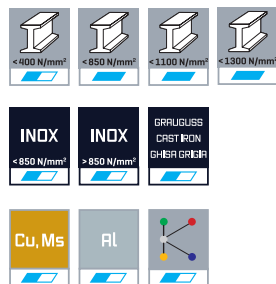 <400 N/mm²
<850 N/mm²
<1100 N/mm²
<1300 N/mm²
INOX
<850 N/mm²
INOX
>850 N/mm²
GRAUGUSS
CAST IRON
GHISA GRIGIA
Cu, Ms
Al